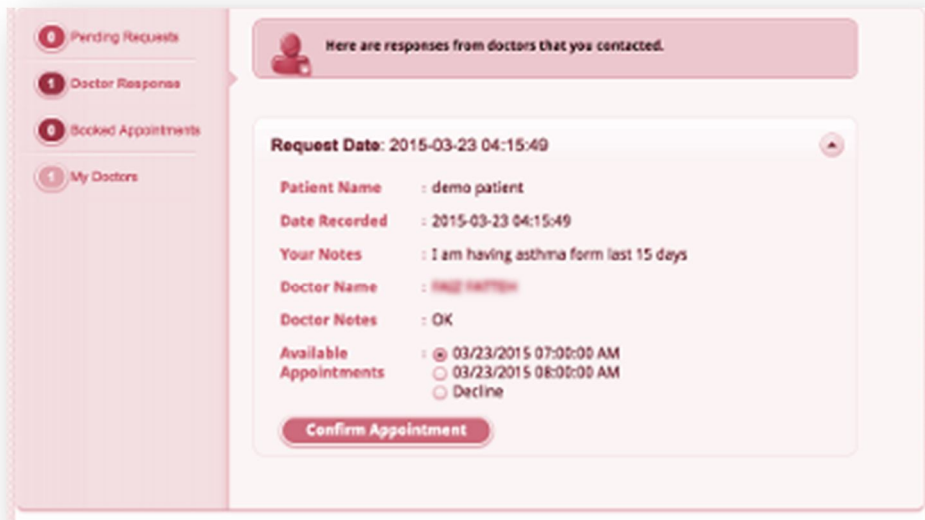 0 Pending Requests
1 Doctor Response
0 Booked Appointments
1 My Doctors
Here are responses from doctors that you contacted.
Request Date: 2015-03-23 04:15:49
Patient Name : demo patient
Date Recorded : 2015-03-23 04:15:49
Your Notes : I am having asthma form last 15 days
Doctor Name :
Doctor Notes : OK
Available : 03/23/2015 07:00:00 AM
Appointments 03/23/2015 08:00:00 AM
Decline
Confirm Appointment